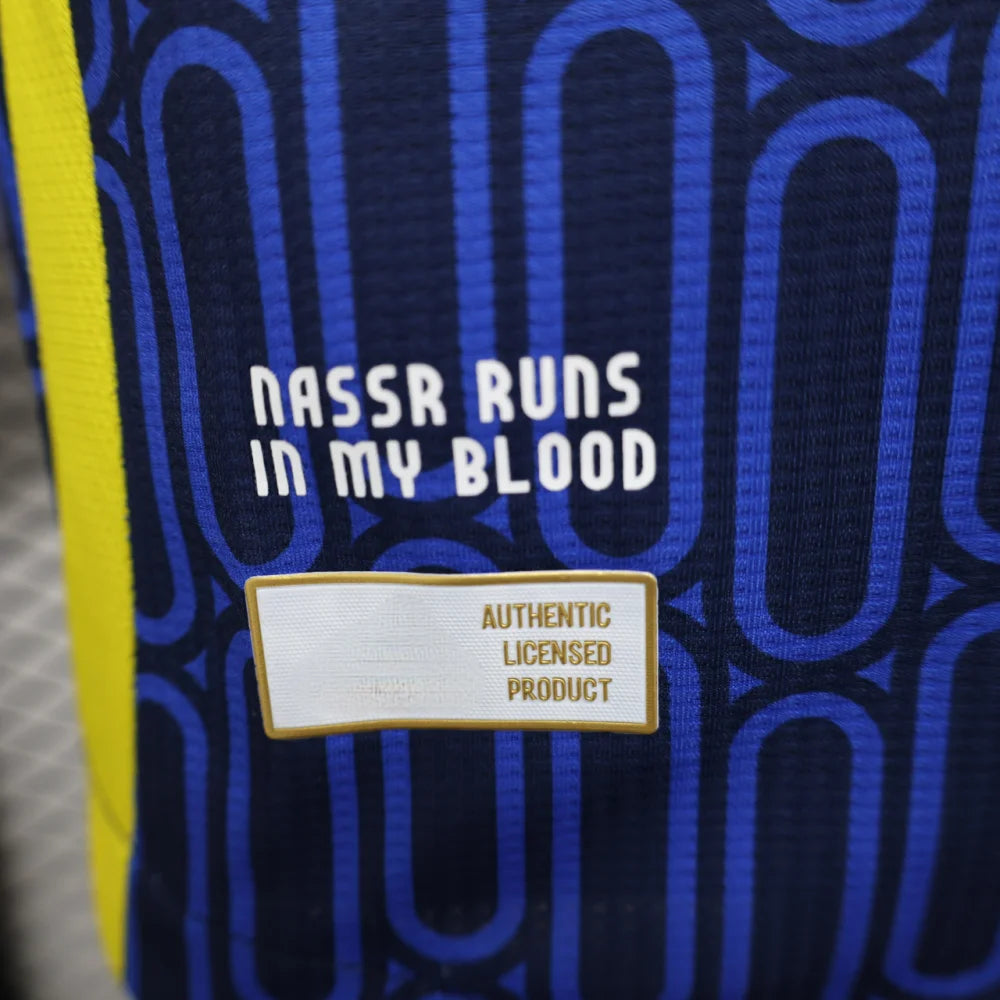 NASSR RUNS
IN MY BLOOD
AUTHENTIC
LICENSED
PRODUCT